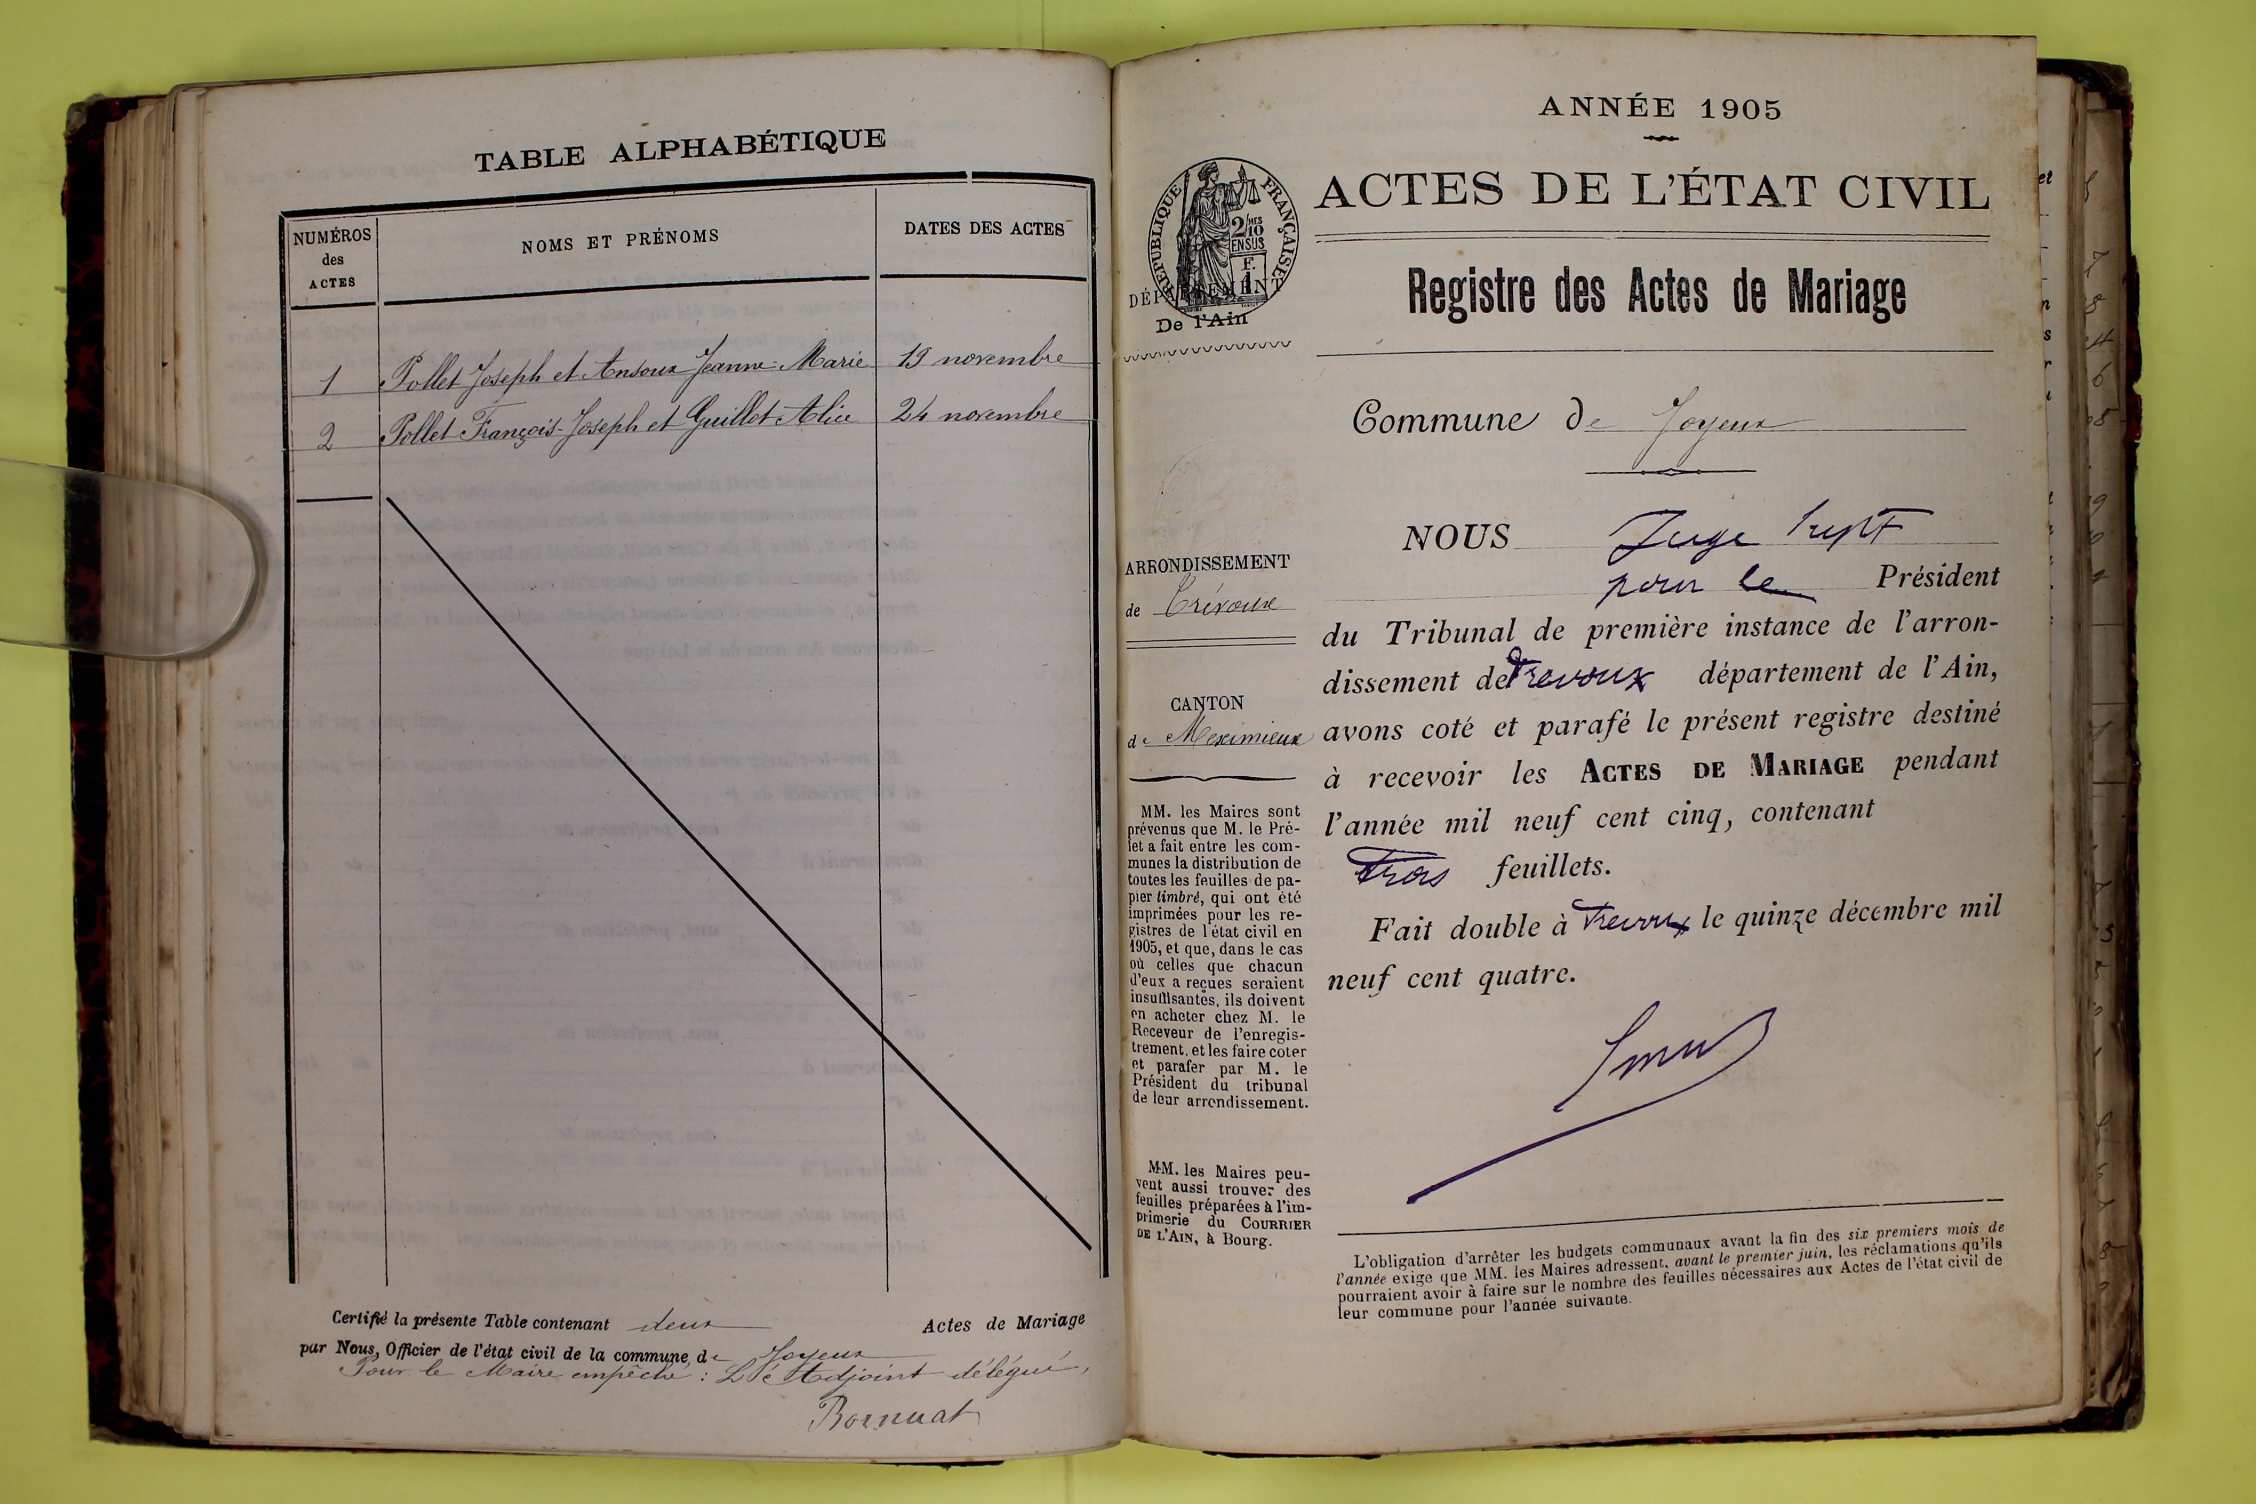 TABLE ALPHABÉTIQUE
NUMÉROS
des
ACTES
NOMS ET PRÉNOMS
DATES DES ACTES
1 Pollet Joseph et Ansoux Jeanne-Marie 19 novembre
2 Pollet François-Joseph et Guillot Alice 24 novembre
Certifié la présente Table contenant deux Actes de Mariage
par Nous, Officier de l'état civil de la commune de Joyeux
Pour le Maire empêché : L'Adjoint délégué,
Bornuat
ANNÉE 1905
ACTES DE L'ÉTAT CIVIL
RÉPUBLIQUE FRANÇAISE
2/10
EN SUS
F.
1
DÉPARTEMENT
De l'Ain
Registre des Actes de Mariage
Commune de Joyeux
ARRONDISSEMENT
de Trévoux
CANTON
de Meximieux
MM. les Maires sont
prévenus que M. le Pré-
fet a fait entre les com-
munes la distribution de
toutes les feuilles de pa-
pier timbré, qui ont été
imprimées pour les re-
gistres de l'état civil en
1905, et que, dans le cas
où celles que chacun
d'eux a reçues seraient
insuffisantes, ils doivent
en acheter chez M. le
Receveur de l'enregis-
trement, et les faire coter
et parafer par M. le
Président du tribunal
de leur arrondissement.
MM. les Maires peu-
vent aussi trouver des
feuilles préparées à l'im-
primerie du COURRIER
DE L'AIN, à Bourg.
NOUS Juge suppt
pour le Président
du Tribunal de première instance de l'arron-
dissement de Trevoux département de l'Ain,
avons coté et parafé le présent registre destiné
à recevoir les ACTES DE MARIAGE pendant
l'année mil neuf cent cinq, contenant
trois feuillets.
Fait double à Trevoux le quinze décembre mil
neuf cent quatre.
L'obligation d'arrêter les budgets communaux avant la fin des six premiers mois de
l'année exige que MM. les Maires adressent, avant le premier juin, les réclamations qu'ils
pourraient avoir à faire sur le nombre des feuilles nécessaires aux Actes de l'état civil de
leur commune pour l'année suivante.